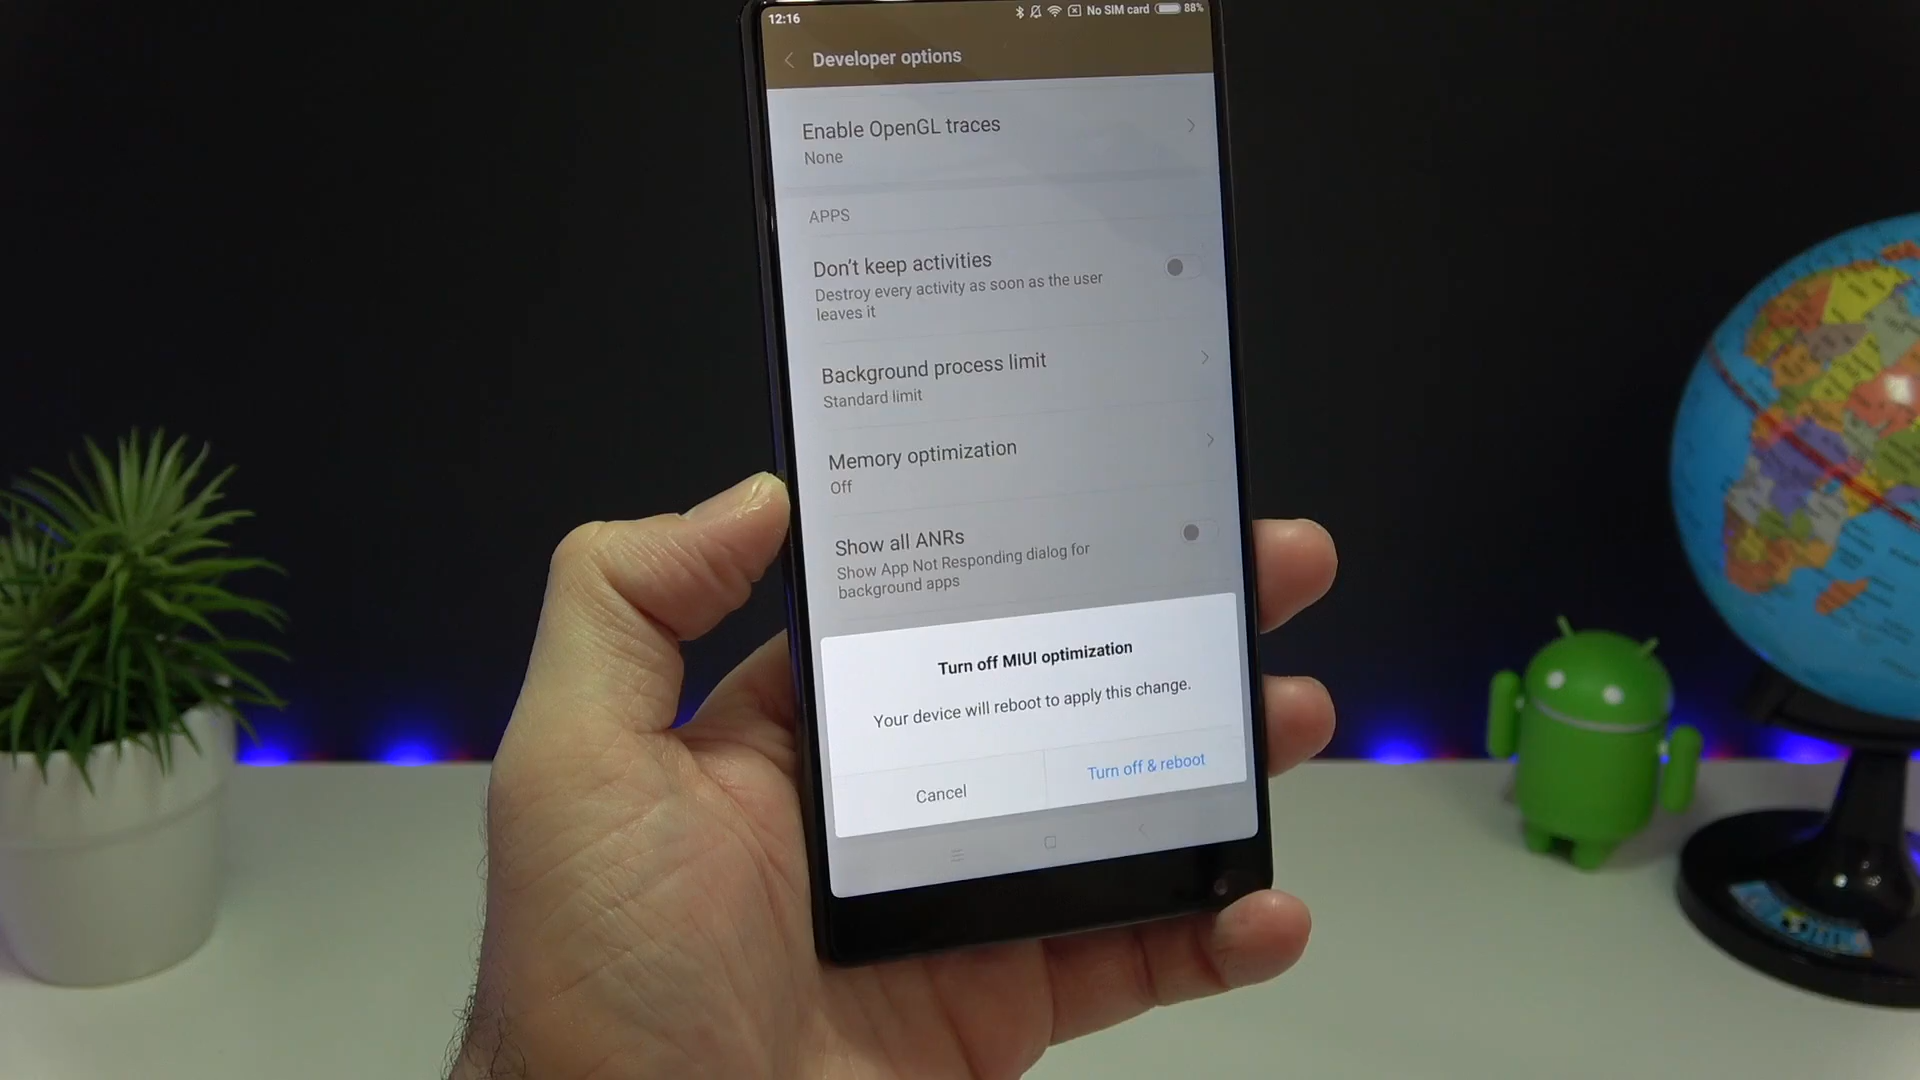 12:16
No SIM card
88%
Developer options
Enable OpenGL traces
None
APPS
Don't keep activities
Destroy every activity as soon as the user
leaves it
Background process limit
Standard limit
Memory optimization
Off
Show all ANRs
Show App Not Responding dialog for
background apps
Turn off MIUI optimization
Your device will reboot to apply this change.
Cancel
Turn off & reboot